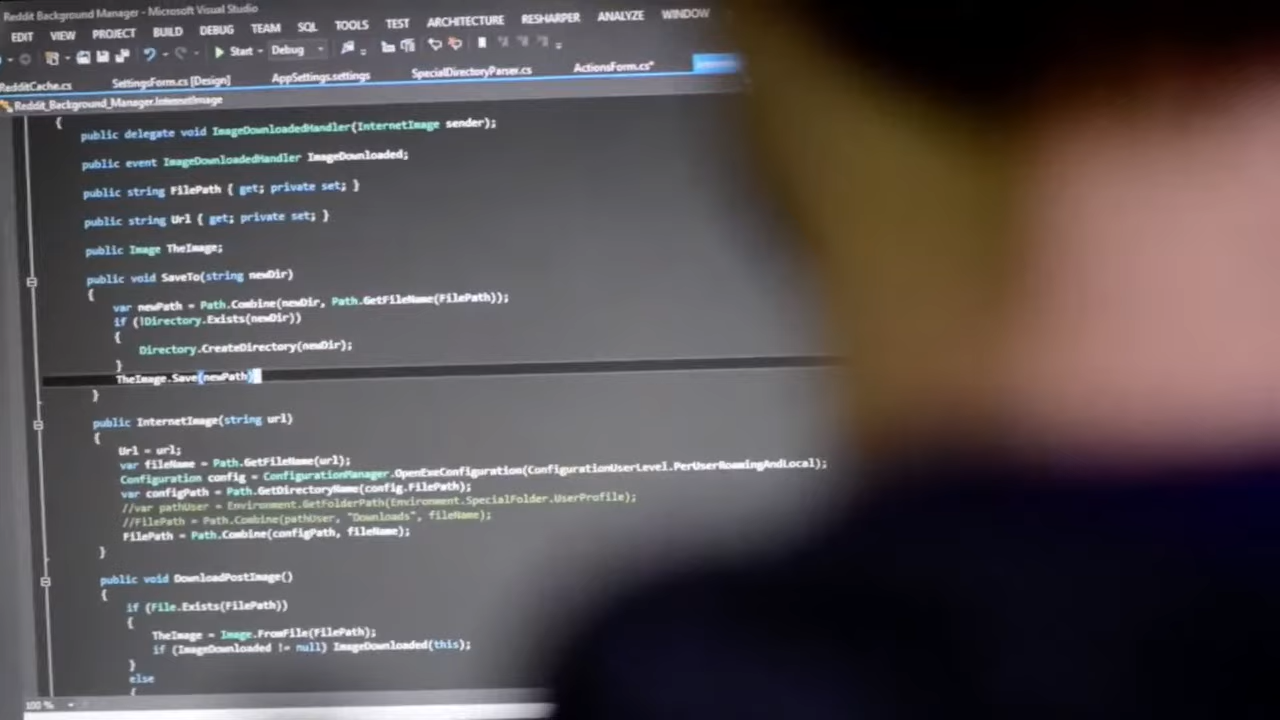 Reddit Background Manager - Microsoft Visual Studio
EDIT VIEW PROJECT BUILD DEBUG TEAM SQL TOOLS TEST ARCHITECTURE RESHARPER ANALYZE WINDOW
Start Debug
RedditCache.cs SettingsForm.cs [Design] AppSettings.settings SpecialDirectoryParser.cs ActionsForm.cs*
Reddit_Background_Manager.InternetImage
{
public delegate void ImageDownloadedHandler(InternetImage sender);
public event ImageDownloadedHandler ImageDownloaded;
public string FilePath { get; private set; }
public string Url { get; private set; }
public Image TheImage;
public void SaveTo(string newDir)
{
var newPath = Path.Combine(newDir, Path.GetFileName(FilePath));
if (!Directory.Exists(newDir))
{
Directory.CreateDirectory(newDir);
}
TheImage.Save(newPath)
}
public InternetImage(string url)
{
Url = url;
var fileName = Path.GetFileName(url);
Configuration config = ConfigurationManager.OpenExeConfiguration(ConfigurationUserLevel.PerUserRoamingAndLocal);
var configPath = Path.GetDirectoryName(config.FilePath);
//var pathUser = Environment.GetFolderPath(Environment.SpecialFolder.UserProfile);
//FilePath = Path.Combine(pathUser, "Downloads", fileName);
FilePath = Path.Combine(configPath, fileName);
}
public void DownloadPostImage()
{
if (File.Exists(FilePath))
{
TheImage = Image.FromFile(FilePath);
if (ImageDownloaded != null) ImageDownloaded(this);
}
else
{
100 %